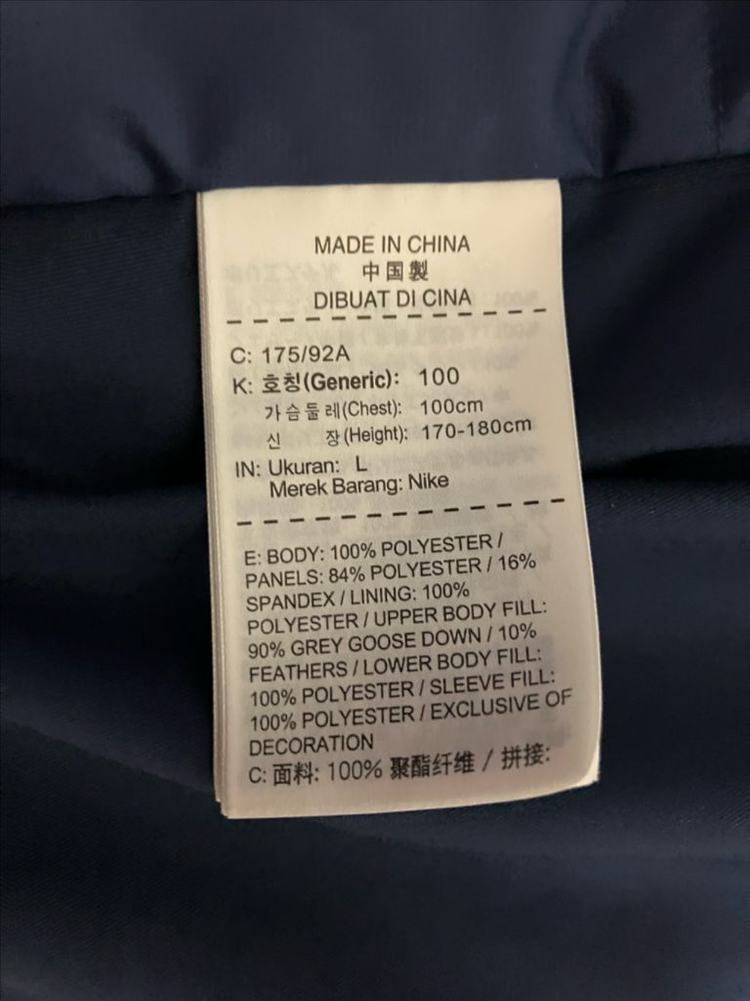 MADE IN CHINA
中国製
DIBUAT DI CINA
C: 175/92A
K: 호칭(Generic): 100
가슴둘레(Chest): 100cm
신 장(Height): 170-180cm
IN: Ukuran: L
Merek Barang: Nike
E: BODY: 100% POLYESTER /
PANELS: 84% POLYESTER / 16%
SPANDEX / LINING: 100%
POLYESTER / UPPER BODY FILL:
90% GREY GOOSE DOWN / 10%
FEATHERS / LOWER BODY FILL:
100% POLYESTER / SLEEVE FILL:
100% POLYESTER / EXCLUSIVE OF
DECORATION
C: 面料: 100% 聚酯纤维 / 拼接: